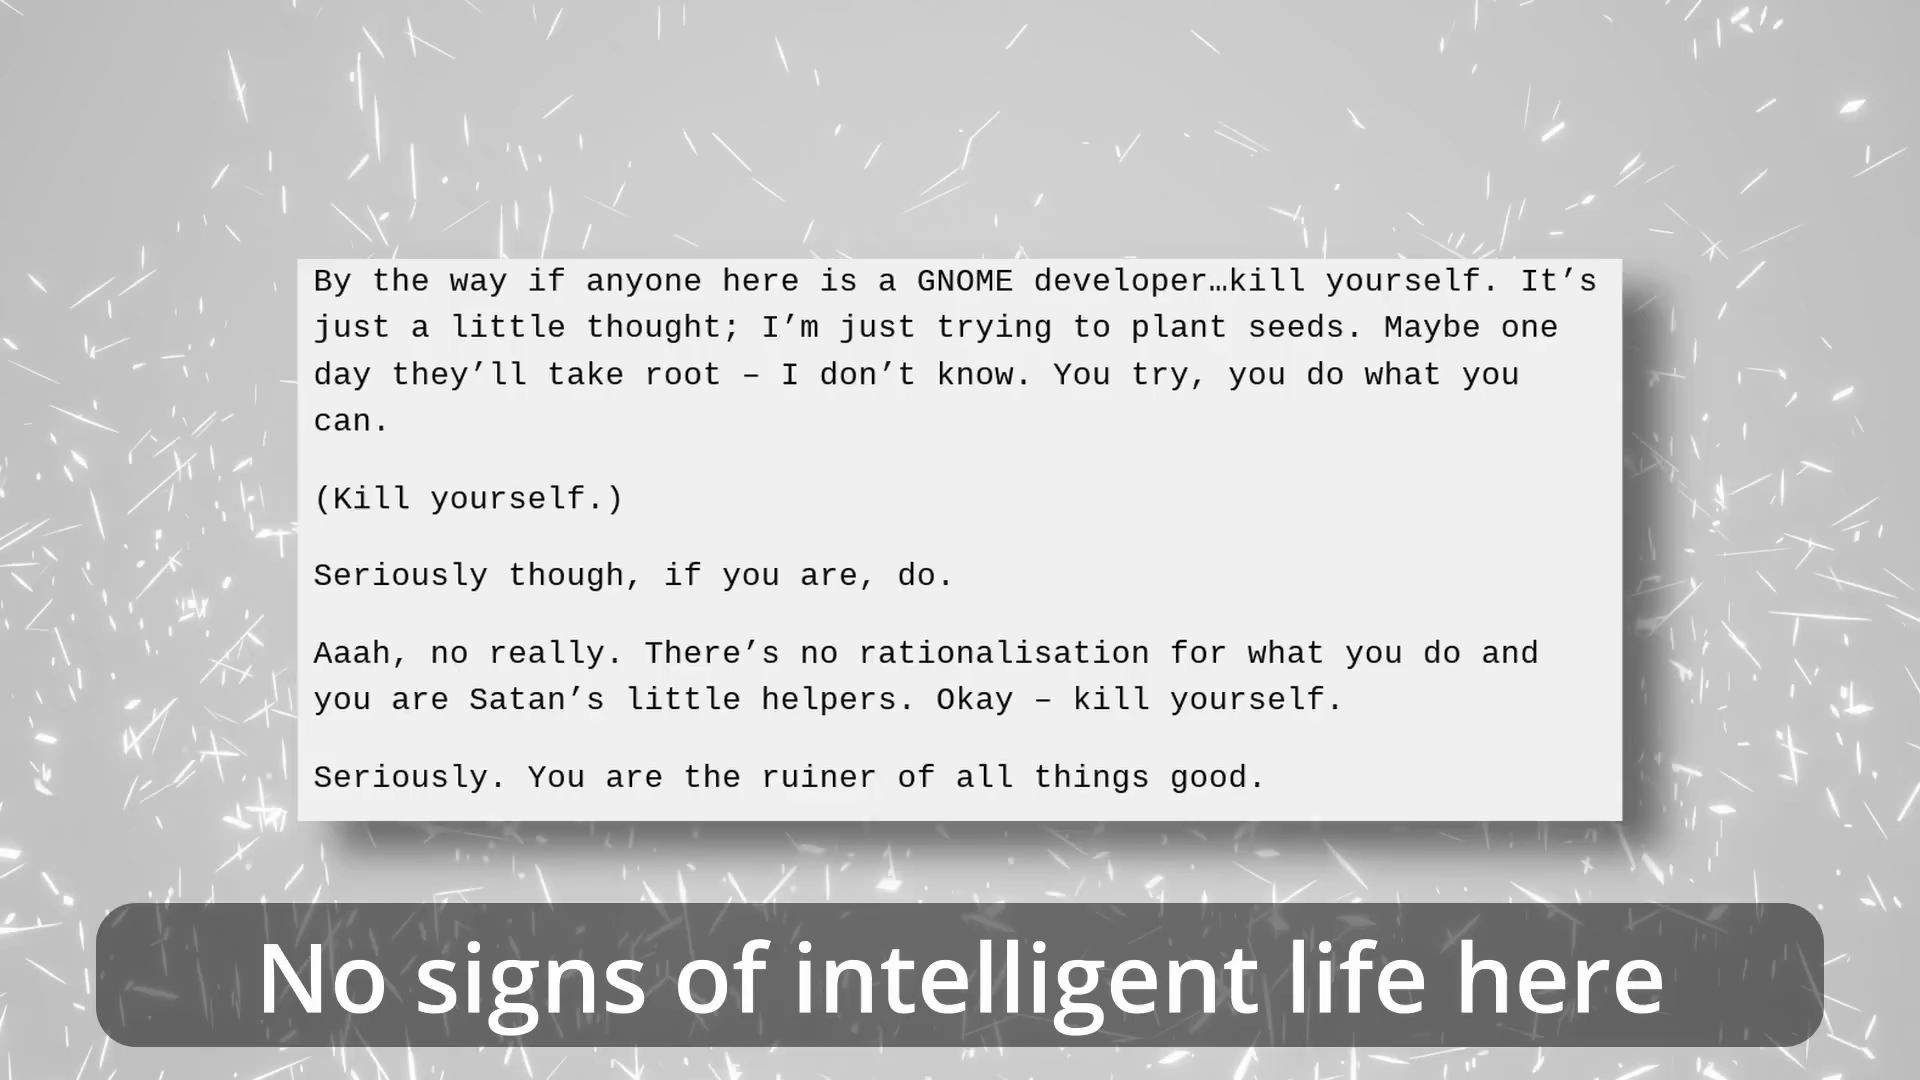 By the way if anyone here is a GNOME developer…kill yourself. It’s
just a little thought; I’m just trying to plant seeds. Maybe one
day they’ll take root – I don’t know. You try, you do what you
can.
(Kill yourself.)
Seriously though, if you are, do.
Aaah, no really. There’s no rationalisation for what you do and
you are Satan’s little helpers. Okay – kill yourself.
Seriously. You are the ruiner of all things good.
No signs of intelligent life here